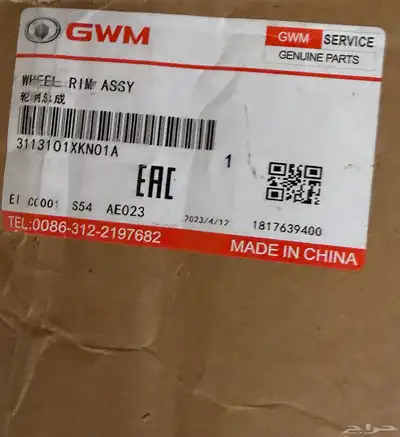 GWM
GWM SERVICE
GENUINE PARTS
WHEEL RIM ASSY
轮辋总成
3113101XKN01A
1
EAC
EI CC001 S54 AE023
2023/4/12
1817639400
TEL:0086-312-2197682
MADE IN CHINA
حراج